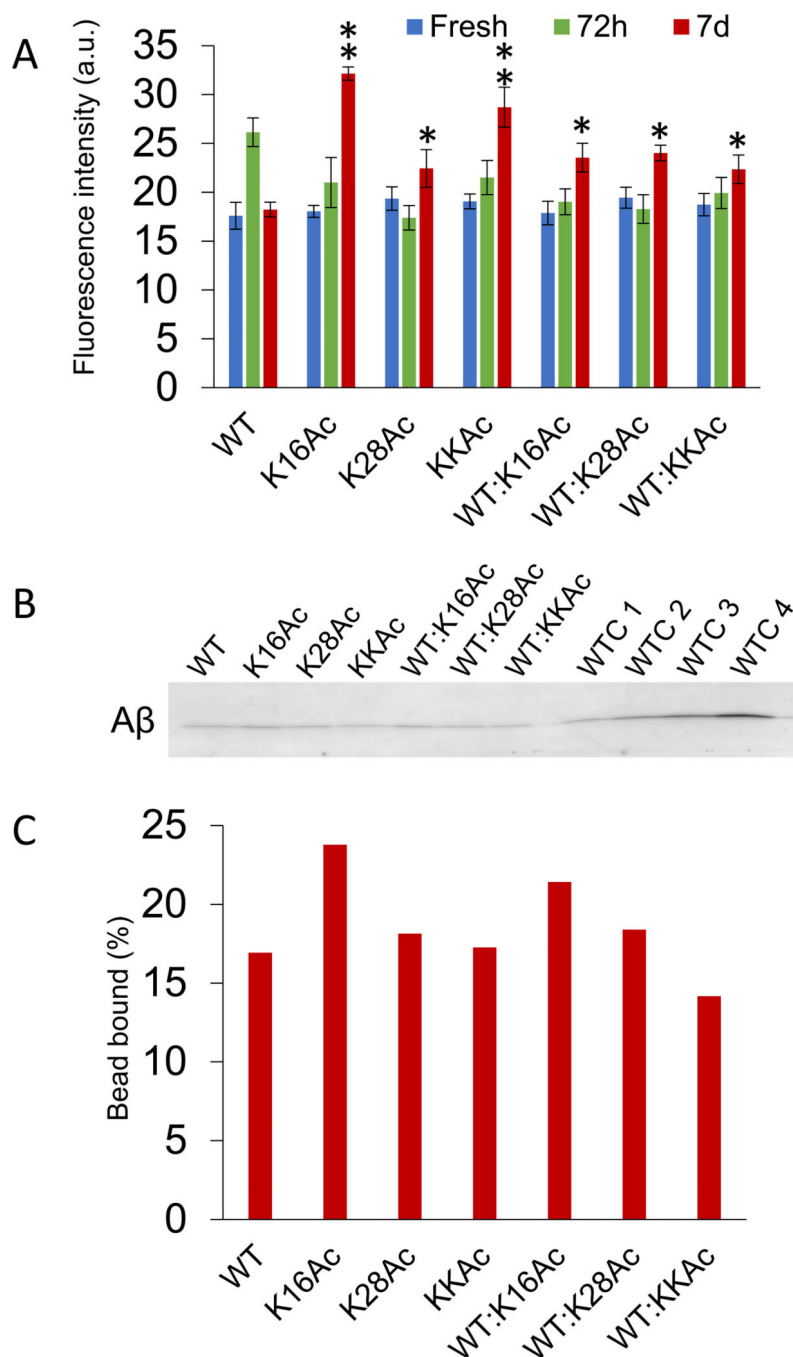 A
Fluorescence intensity (a.u.)
Fresh 72h 7d
35
30
25
20
15
10
5
0
** * ** * * *
WT K16Ac K28Ac KKAc WT:K16Ac WT:K28Ac WT:KKAc
B
WT K16Ac K28Ac KKAc WT:K16Ac WT:K28Ac WT:KKAc WTC 1 WTC 2 WTC 3 WTC 4
Aβ
C
Bead bound (%)
25
20
15
10
5
0
WT K16Ac K28Ac KKAc WT:K16Ac WT:K28Ac WT:KKAc